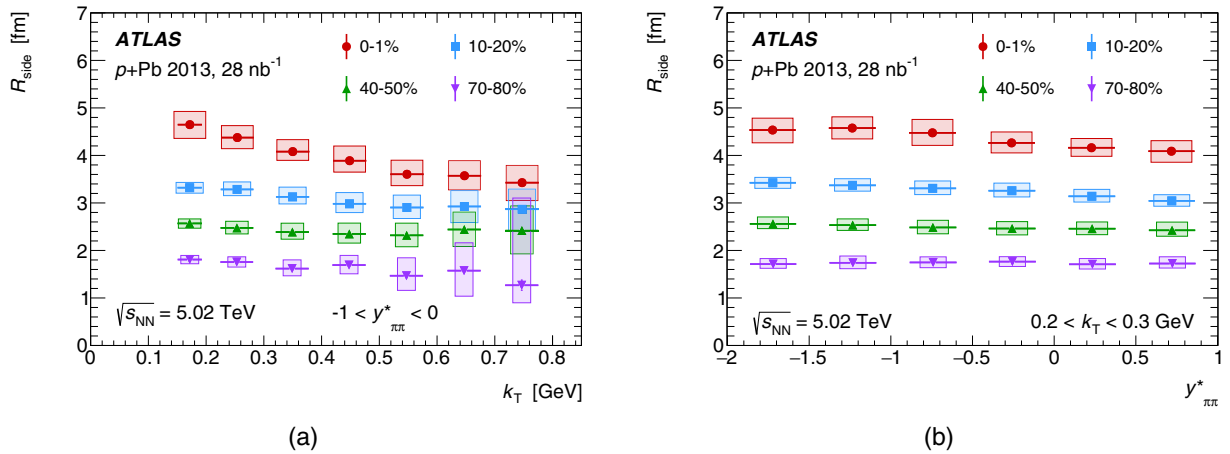 R_side [fm]
7
6
5
4
3
2
1
0
ATLAS
p+Pb 2013, 28 nb⁻¹
0-1%
10-20%
40-50%
70-80%
√s_NN = 5.02 TeV
-1 < y*_ππ < 0
0 0.1 0.2 0.3 0.4 0.5 0.6 0.7 0.8
k_T [GeV]
(a)
R_side [fm]
7
6
5
4
3
2
1
0
ATLAS
p+Pb 2013, 28 nb⁻¹
0-1%
10-20%
40-50%
70-80%
√s_NN = 5.02 TeV
0.2 < k_T < 0.3 GeV
−2 −1.5 −1 −0.5 0 0.5 1
y*_ππ
(b)